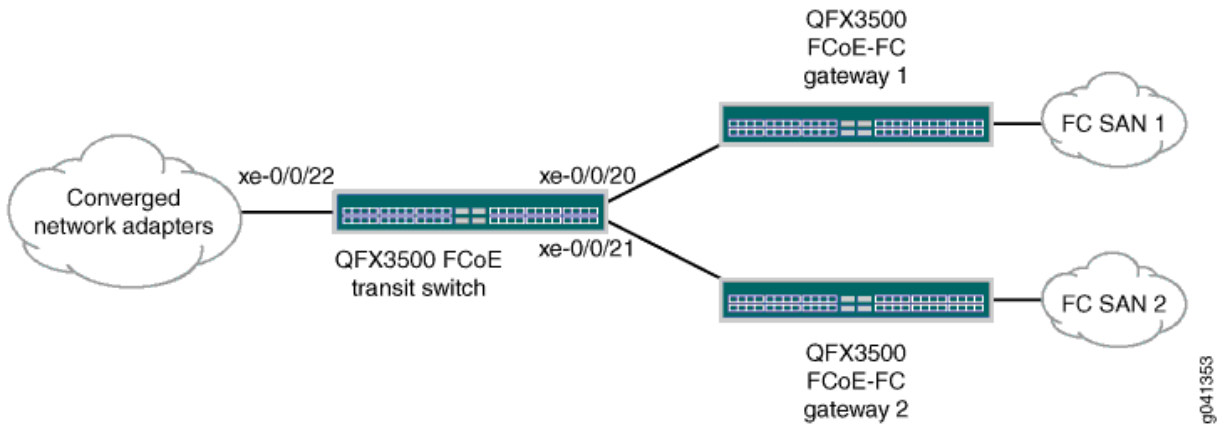 QFX3500
FCoE-FC
gateway 1
FC SAN 1
xe-0/0/22
xe-0/0/20
Converged
network adapters
QFX3500 FCoE
transit switch
xe-0/0/21
FC SAN 2
QFX3500
FCoE-FC
gateway 2
g041353